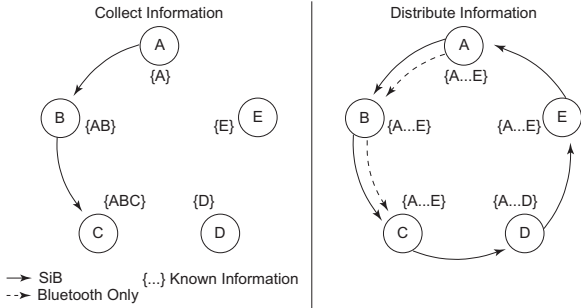 Collect Information
A
{A}
B
{AB}
E
{E}
{ABC}
{D}
C
D
SiB
{...} Known Information
Bluetooth Only
Distribute Information
A
{A...E}
B
{A...E}
E
{A...E}
{A...E}
{A...D}
C
D